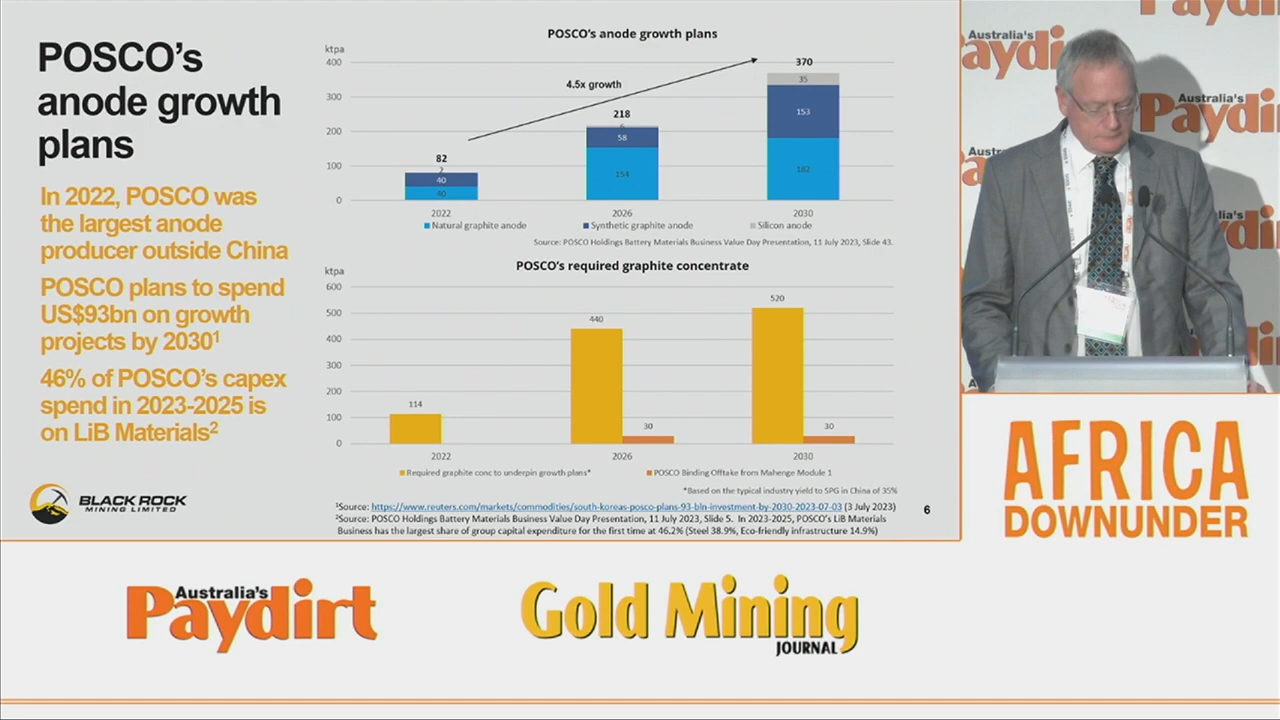 POSCO's
anode growth
plans
In 2022, POSCO was
the largest anode
producer outside China
POSCO plans to spend
US$93bn on growth
projects by 2030¹
46% of POSCO's capex
spend in 2023-2025 is
on LiB Materials²
BLACK ROCK
MINING LIMITED
POSCO's anode growth plans
ktpa
400
300
200
100
0
4.5x growth
82
2
40
40
218
6
58
154
370
35
153
182
2022
2026
2030
Natural graphite anode
Synthetic graphite anode
Silicon anode
Source: POSCO Holdings Battery Materials Business Value Day Presentation, 11 July 2023, Slide 43.
POSCO's required graphite concentrate
ktpa
600
500
400
300
200
100
0
114
440
30
520
30
2022
2026
2030
Required graphite conc to underpin growth plans*
POSCO Binding Offtake from Mahenge Module 1
*Based on the typical industry yield to SPG in China of 35%
¹Source: https://www.reuters.com/markets/commodities/south-koreas-posco-plans-93-bln-investment-by-2030-2023-07-03 (3 July 2023)
²Source: POSCO Holdings Battery Materials Business Value Day Presentation, 11 July 2023, Slide 5. In 2023-2025, POSCO's LiB Materials
Business has the largest share of group capital expenditure for the first time at 46.2% (Steel 38.9%, Eco-friendly infrastructure 14.9%)
6
Australia's
Paydi
Australia's
Paydi
AFRICA
DOWNUNDER
Australia's
Paydirt
Gold Mining
JOURNAL